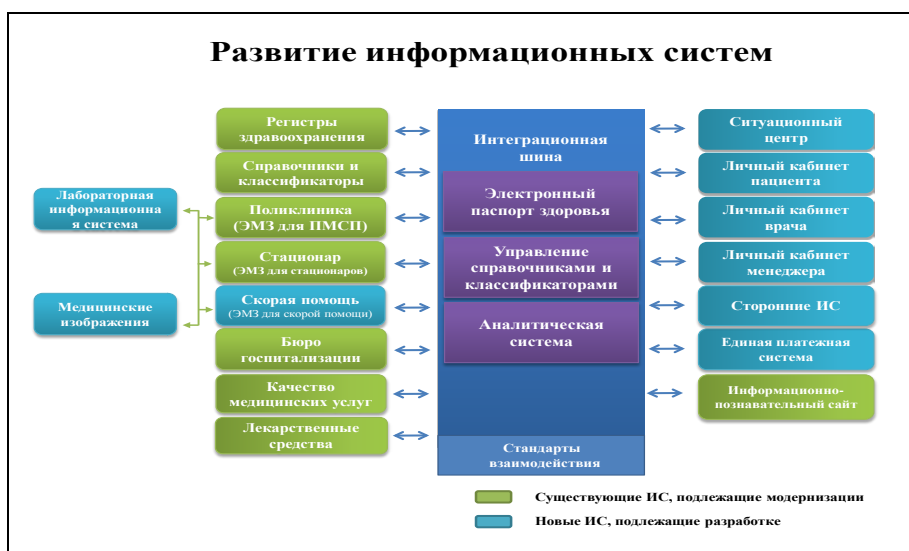 Развитие информационных систем
Регистры
здравоохранения
Справочники и
классификаторы
Лабораторная
информационна
я система
Поликлиника
(ЭМЗ для ПМСП)
Стационар
(ЭМЗ для стационаров)
Медицинские
изображения
Скорая помощь
(ЭМЗ для скорой помощи)
Бюро
госпитализации
Качество
медицинских услуг
Лекарственные
средства
Интеграционная
шина
Электронный
паспорт здоровья
Управление
справочниками и
классификаторами
Аналитическая
система
Стандарты
взаимодействия
Ситуационный
центр
Личный кабинет
пациента
Личный кабинет
врача
Личный кабинет
менеджера
Сторонние ИС
Единая платежная
система
Информационно-
познавательный сайт
Существующие ИС, подлежащие модернизации
Новые ИС, подлежащие разработке